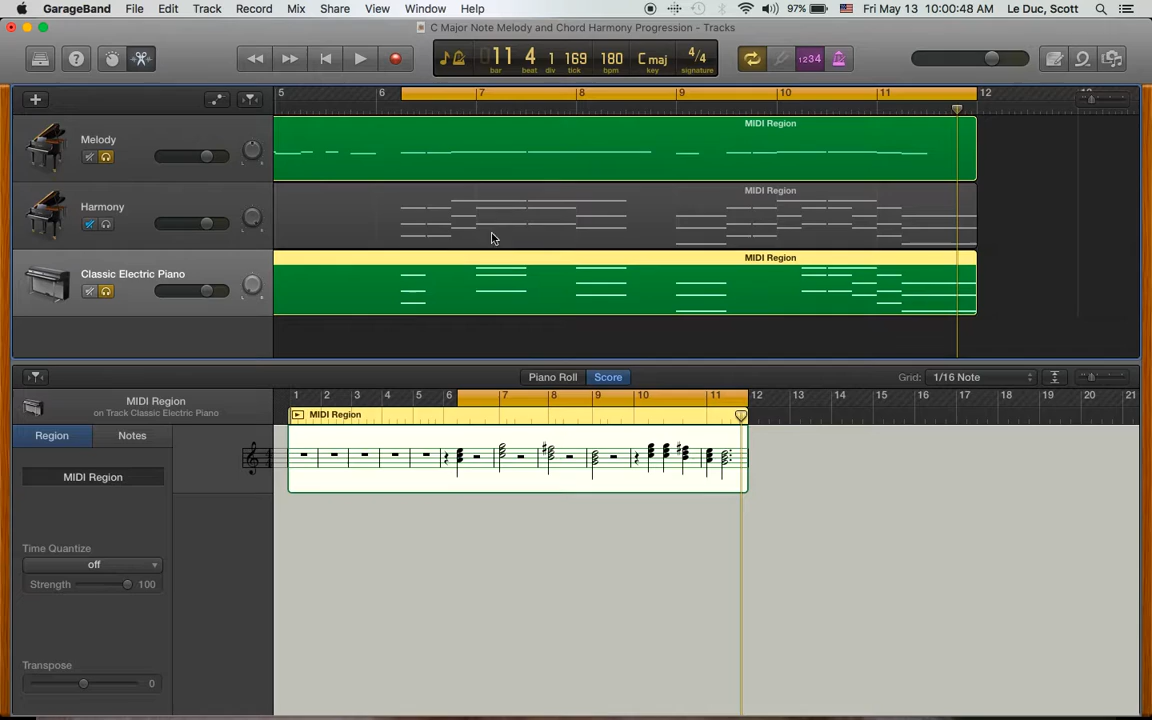 GarageBand File Edit Track Record Mix Share View Window Help 97% Fri May 13 10:00:48 AM Le Duc, Scott
C Major Note Melody and Chord Harmony Progression - Tracks
11 4 1 169 180 C maj 4/4
bar beat div tick bpm key signature
1234
5 6 7 8 9 10 11 12
Melody
MIDI Region
Harmony
MIDI Region
Classic Electric Piano
MIDI Region
Piano Roll Score
Grid: 1/16 Note
MIDI Region
on Track Classic Electric Piano
1 2 3 4 5 6 7 8 9 10 11 12 13 14 15 16 17 18 19 20 21
MIDI Region
Region Notes
MIDI Region
Time Quantize
off
Strength 100
Transpose
0